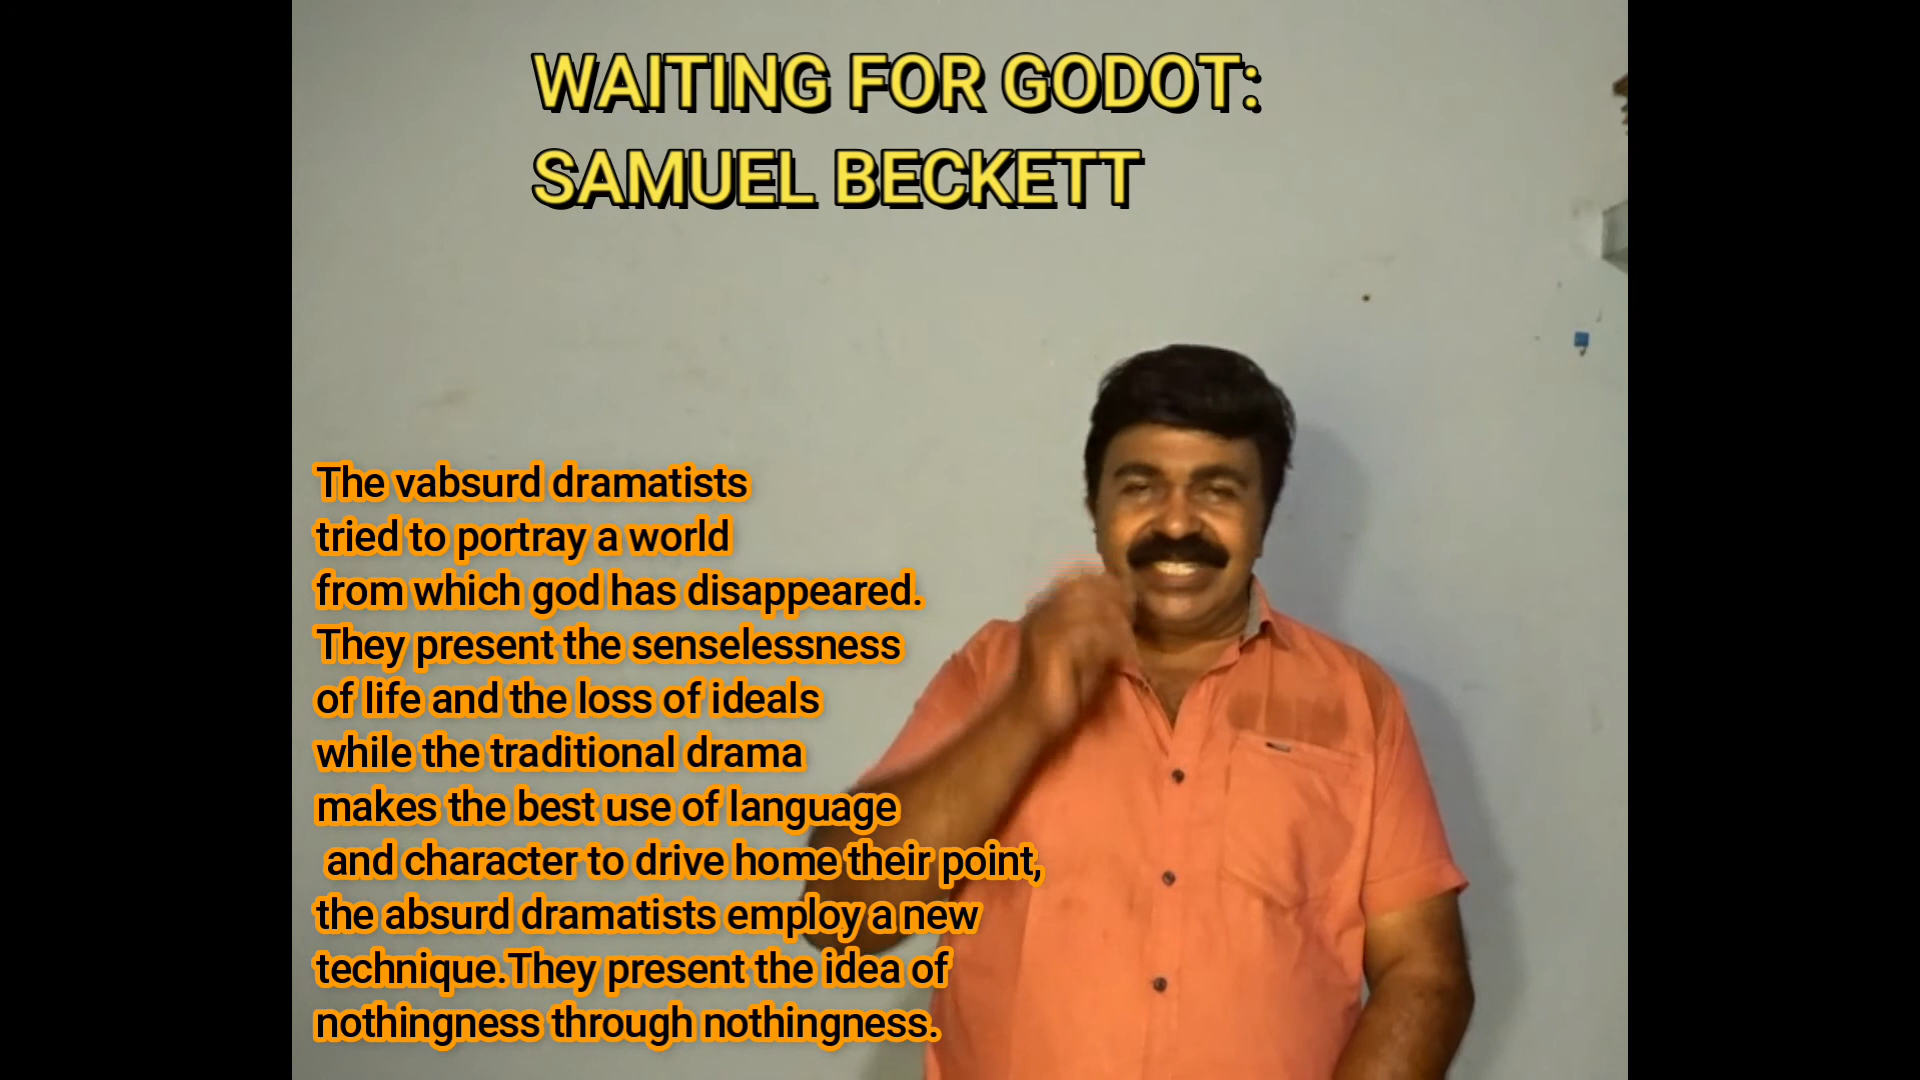 WAITING FOR GODOT:
SAMUEL BECKETT
The vabsurd dramatists
tried to portray a world
from which god has disappeared.
They present the senselessness
of life and the loss of ideals
while the traditional drama
makes the best use of language
and character to drive home their point,
the absurd dramatists employ a new
technique.They present the idea of
nothingness through nothingness.